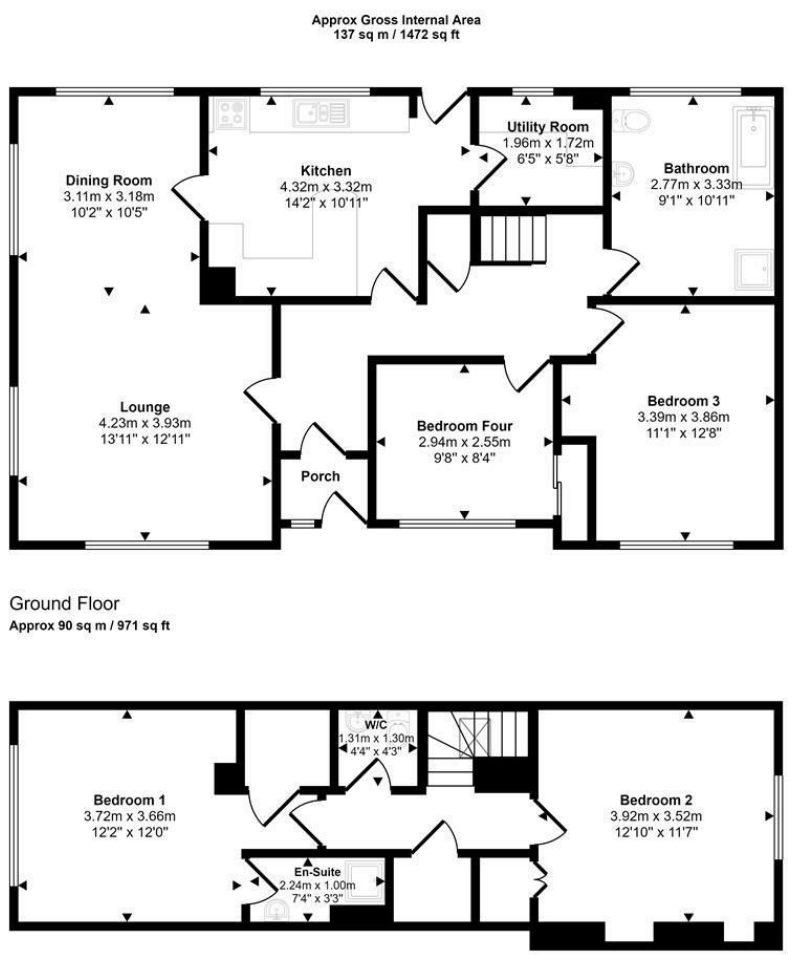 Approx Gross Internal Area
137 sq m / 1472 sq ft
Utility Room
1.96m x 1.72m
6'5" x 5'8"
Kitchen
4.32m x 3.32m
14'2" x 10'11"
Bathroom
2.77m x 3.33m
9'1" x 10'11"
Dining Room
3.11m x 3.18m
10'2" x 10'5"
Lounge
4.23m x 3.93m
13'11" x 12'11"
Bedroom 3
3.39m x 3.86m
11'1" x 12'8"
Bedroom Four
2.94m x 2.55m
9'8" x 8'4"
Porch
Ground Floor
Approx 90 sq m / 971 sq ft
W/C
1.31m x 1.30m
4'4" x 4'3"
Bedroom 1
3.72m x 3.66m
12'2" x 12'0"
Bedroom 2
3.92m x 3.52m
12'10" x 11'7"
En-Suite
2.24m x 1.00m
7'4" x 3'3"